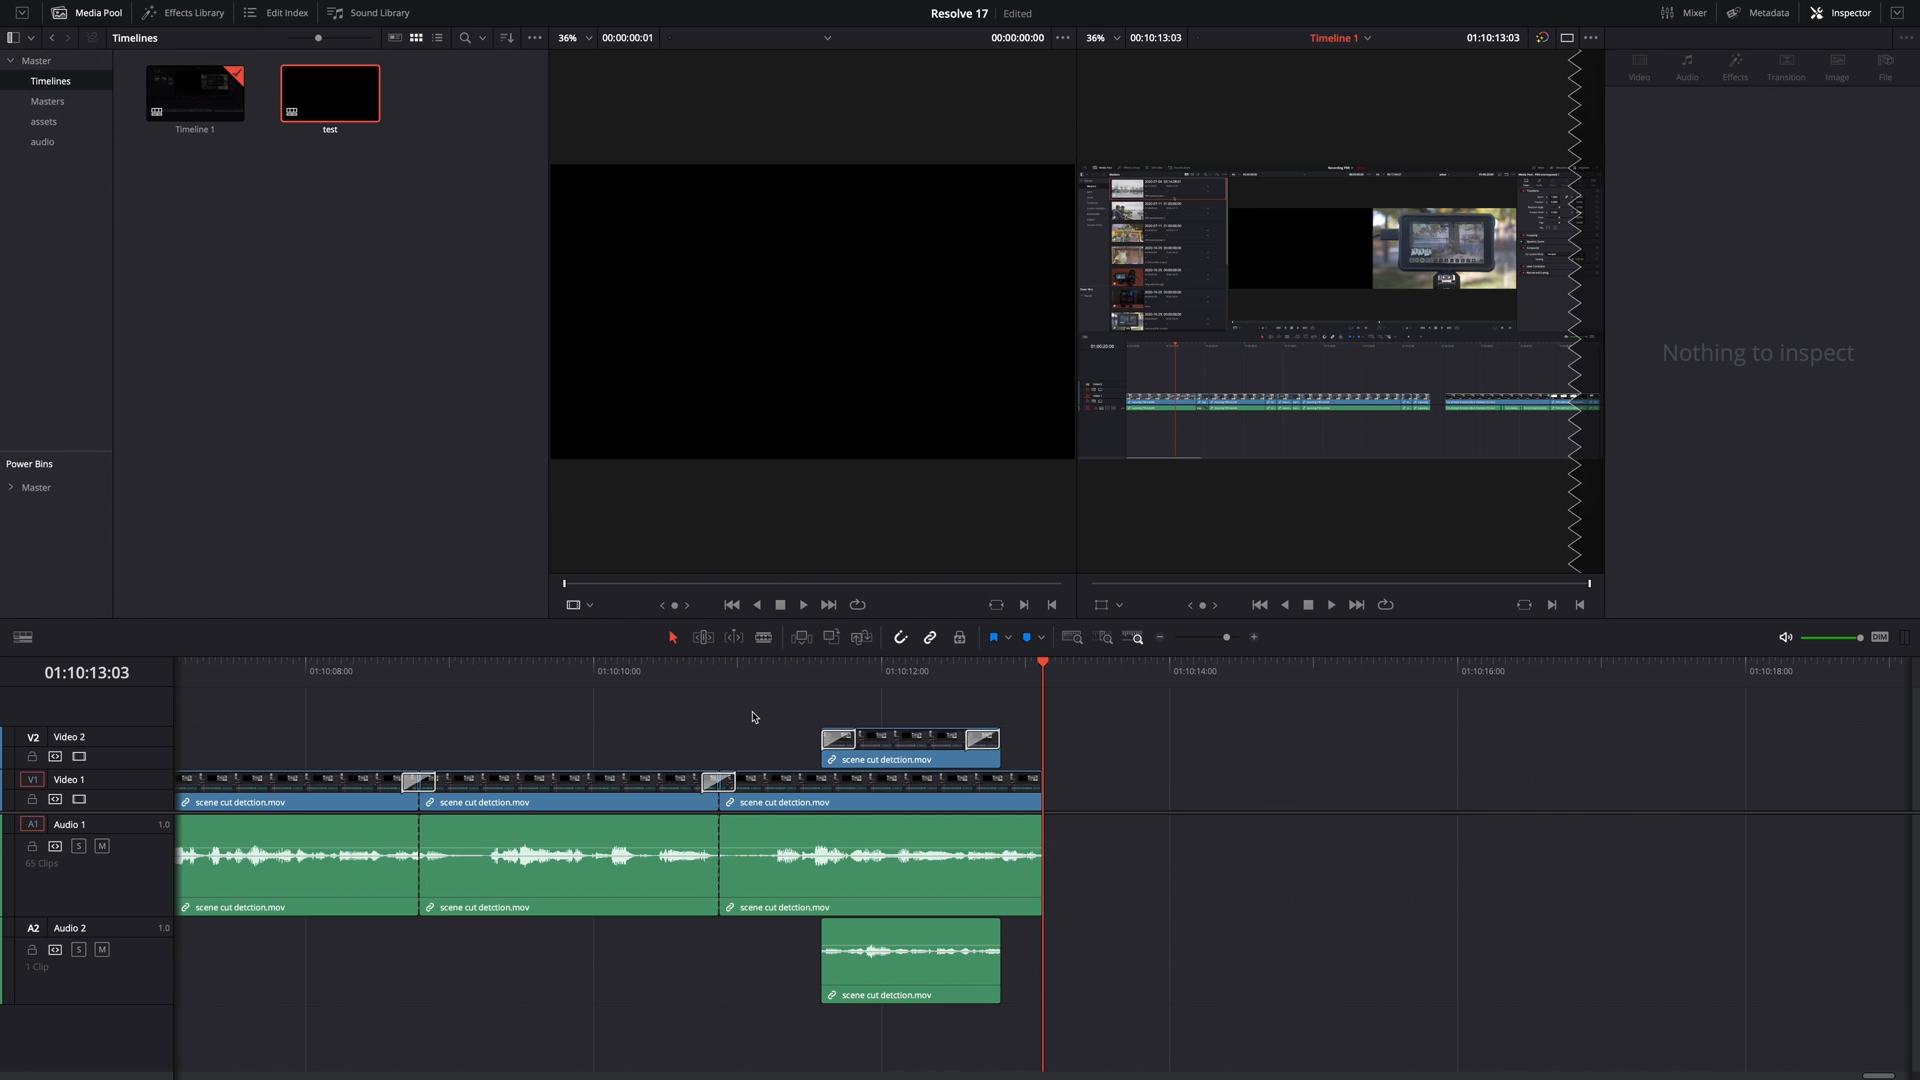 Media Pool Effects Library Edit Index Sound Library Resolve 17 Edited Mixer Metadata Inspector
Timelines 36% 00:00:00:01 00:00:00:00 36% 00:10:13:03 Timeline 1 01:10:13:03
Master
Timelines
Masters
assets
audio
Timeline 1 test
Video Audio Effects Transition Image File
Nothing to inspect
Power Bins
Master
DIM
01:10:13:03 01:10:08:00 01:10:10:00 01:10:12:00 01:10:14:00 01:10:16:00 01:10:18:00
V2 Video 2
scene cut detction.mov
V1 Video 1
scene cut detction.mov scene cut detction.mov scene cut detction.mov
A1 Audio 1 1.0
S M
65 Clips
scene cut detction.mov scene cut detction.mov scene cut detction.mov
A2 Audio 2 1.0
S M
1 Clip
scene cut detction.mov